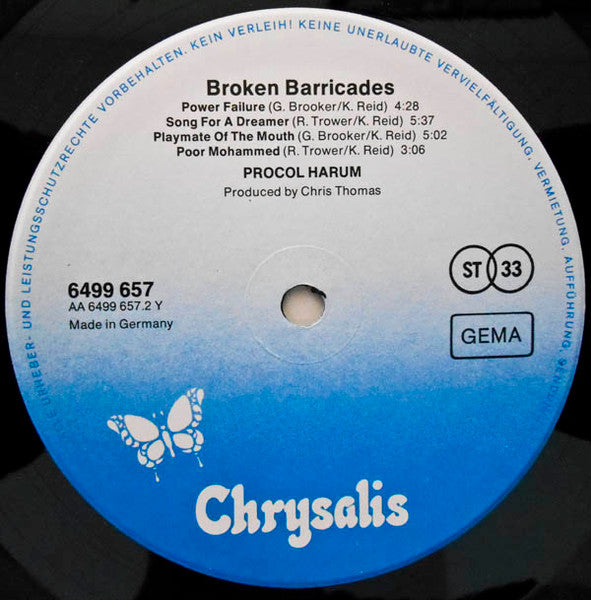 UND LEISTUNGSSCHUTZRECHTE VORBEHALTEN. KEIN VERLEIH! KEINE UNERLAUBTE VERVIELFÄLTIGUNG, VERMIETUNG, AUFFÜHRUNG,
Broken Barricades
Power Failure (G. Brooker/K. Reid) 4:28
Song For A Dreamer (R. Trower/K. Reid) 5:37
Playmate Of The Mouth (G. Brooker/K. Reid) 5:02
Poor Mohammed (R. Trower/K. Reid) 3:06
PROCOL HARUM
Produced by Chris Thomas
6499 657
AA 6499 657.2 Y
Made in Germany
ST 33
GEMA
Chrysalis